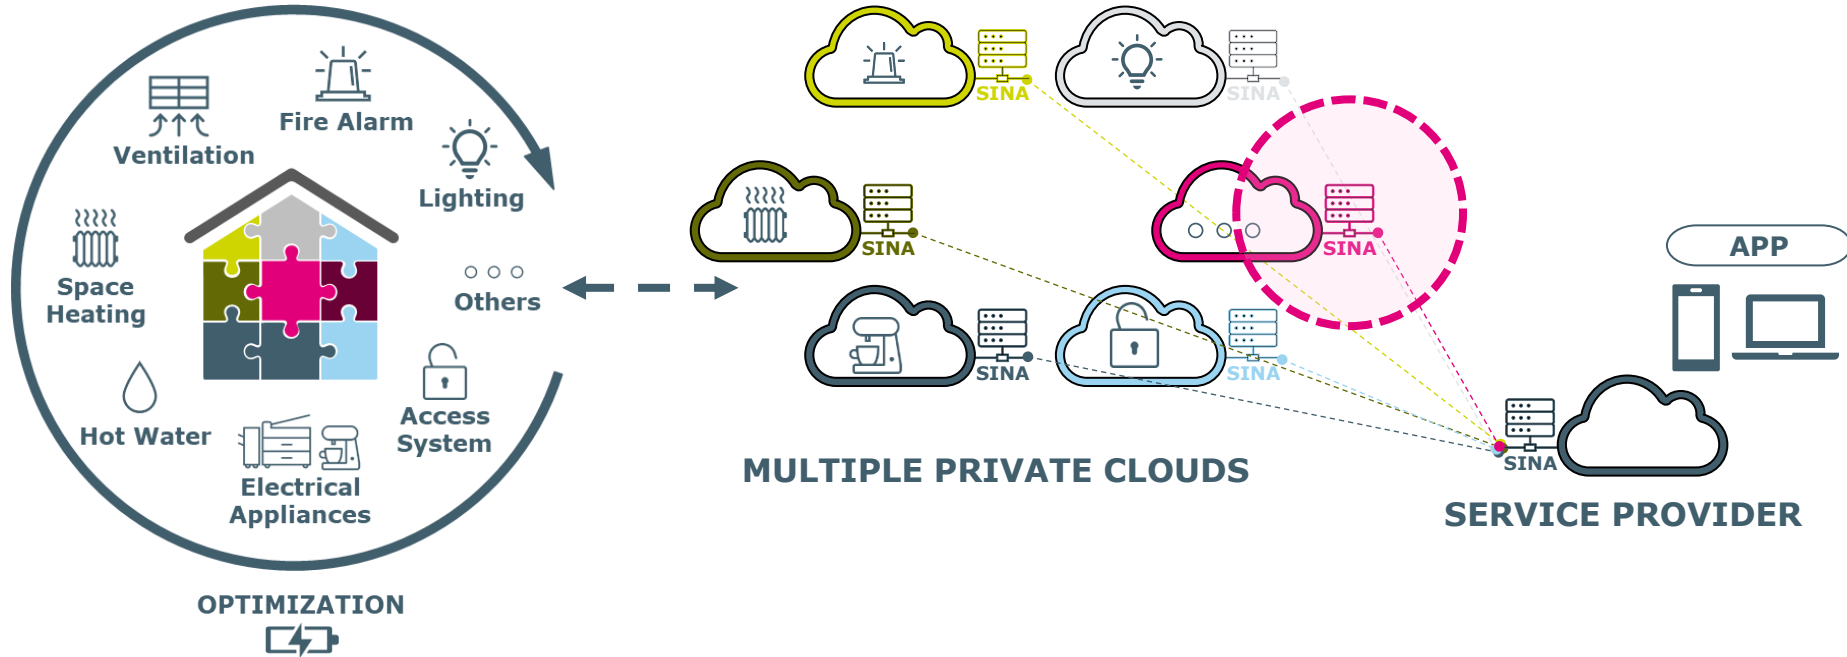 Fire Alarm
Ventilation
Lighting
Space
Heating
Others
Hot Water
Access
System
Electrical
Appliances
OPTIMIZATION
SINA
SINA
SINA
SINA
SINA
SINA
MULTIPLE PRIVATE CLOUDS
APP
SINA
SERVICE PROVIDER